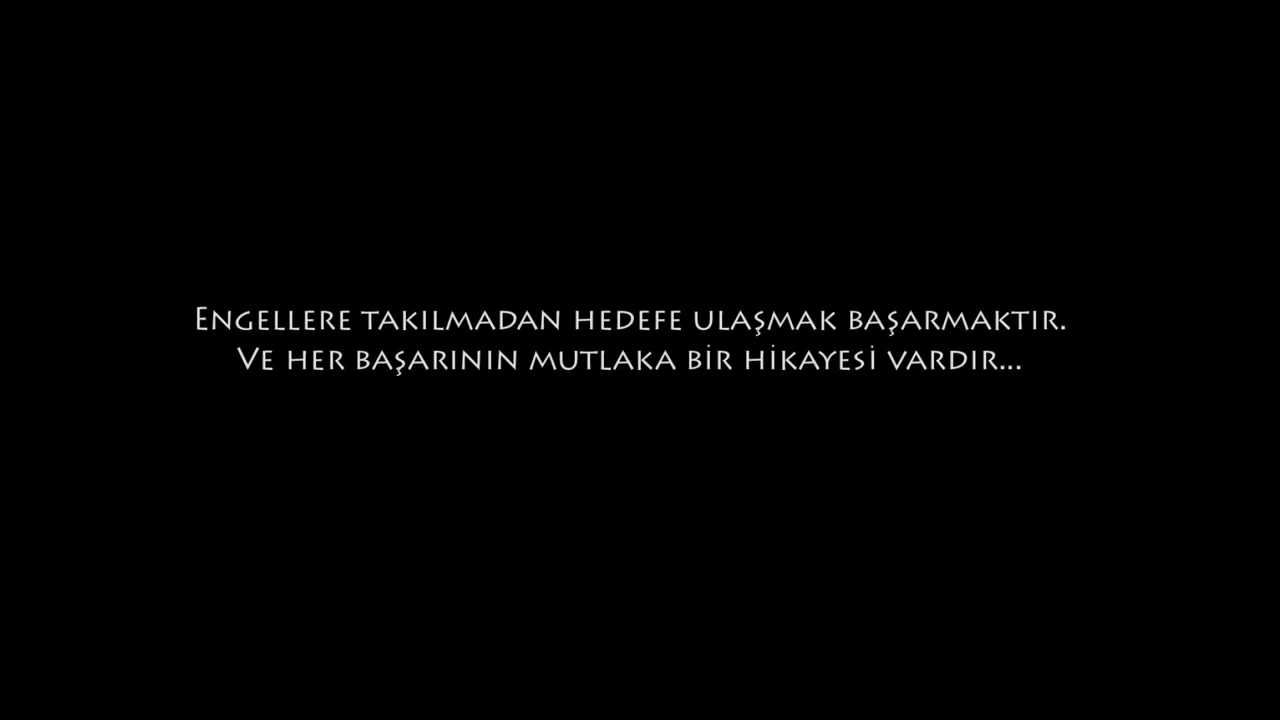 Engellere takılmadan hedefe ulaşmak başarmaktır.
Ve her başarının mutlaka bir hikayesi vardır...